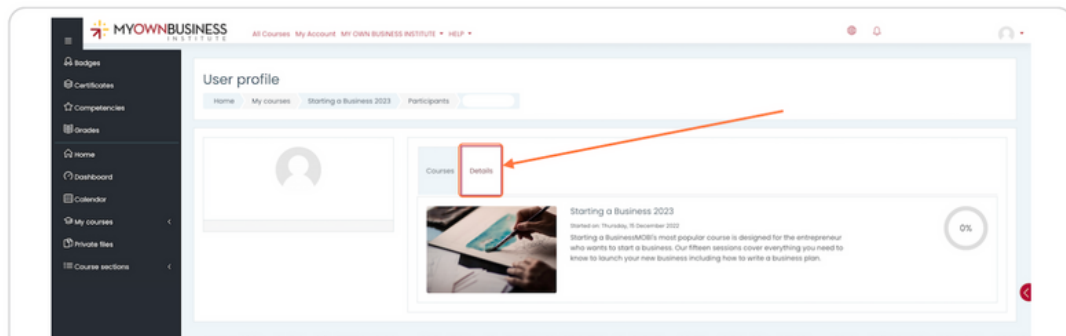 MYOWNBUSINESS
INSTITUTE
All Courses My Account MY OWN BUSINESS INSTITUTE HELP
Badges
Certificates
Competencies
Grades
Home
Dashboard
Calendar
My courses
Private files
Course sections
User profile
Home My courses Starting a Business 2023 Participants
Courses Details
Starting a Business 2023
Started on: Thursday, 15 December 2022
Starting a BusinessMOBI's most popular course is designed for the entrepreneur
who wants to start a business. Our fifteen sessions cover everything you need to
know to launch your new business including how to write a business plan.
0%